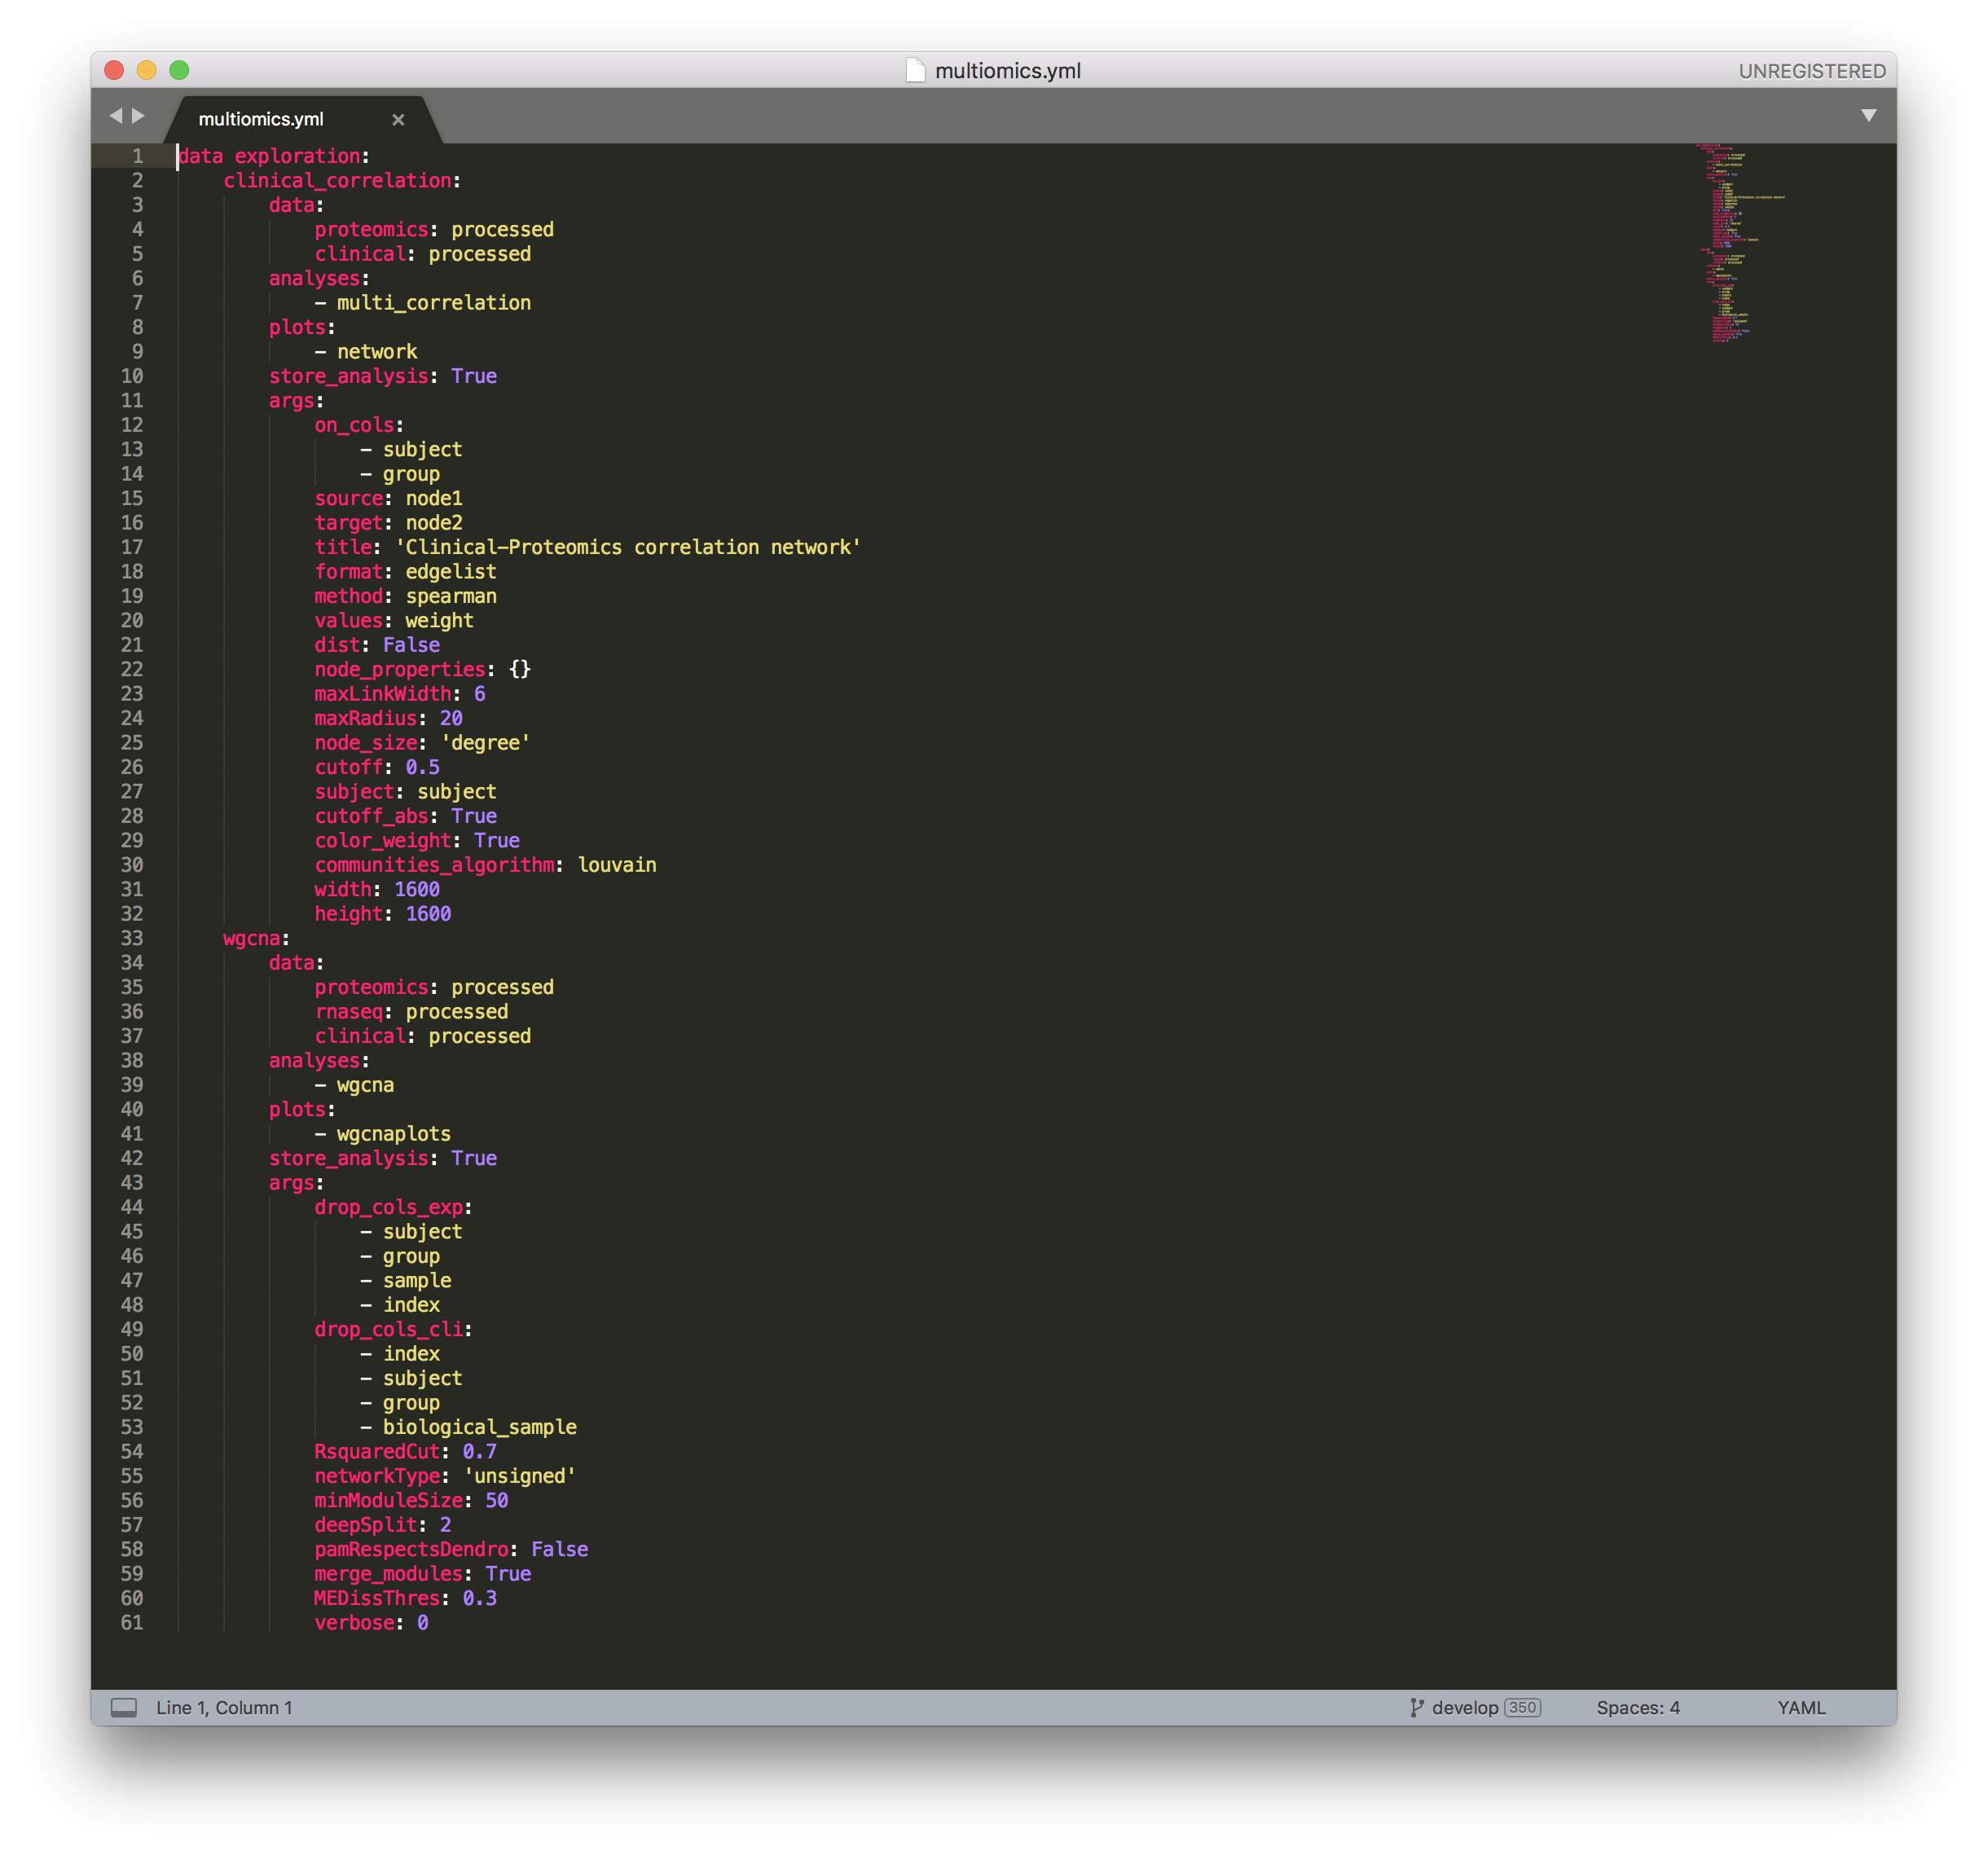 multiomics.yml
UNREGISTERED
multiomics.yml
1 data exploration:
2     clinical_correlation:
3         data:
4             proteomics: processed
5             clinical: processed
6         analyses:
7             - multi_correlation
8         plots:
9             - network
10         store_analysis: True
11         args:
12             on_cols:
13                 - subject
14                 - group
15             source: node1
16             target: node2
17             title: 'Clinical-Proteomics correlation network'
18             format: edgelist
19             method: spearman
20             values: weight
21             dist: False
22             node_properties: {}
23             maxLinkWidth: 6
24             maxRadius: 20
25             node_size: 'degree'
26             cutoff: 0.5
27             subject: subject
28             cutoff_abs: True
29             color_weight: True
30             communities_algorithm: louvain
31             width: 1600
32             height: 1600
33     wgcna:
34         data:
35             proteomics: processed
36             rnaseq: processed
37             clinical: processed
38         analyses:
39             - wgcna
40         plots:
41             - wgcnaplots
42         store_analysis: True
43         args:
44             drop_cols_exp:
45                 - subject
46                 - group
47                 - sample
48                 - index
49             drop_cols_cli:
50                 - index
51                 - subject
52                 - group
53                 - biological_sample
54             RsquaredCut: 0.7
55             networkType: 'unsigned'
56             minModuleSize: 50
57             deepSplit: 2
58             pamRespectsDendro: False
59             merge_modules: True
60             MEDissThres: 0.3
61             verbose: 0
Line 1, Column 1
develop 350
Spaces: 4
YAML